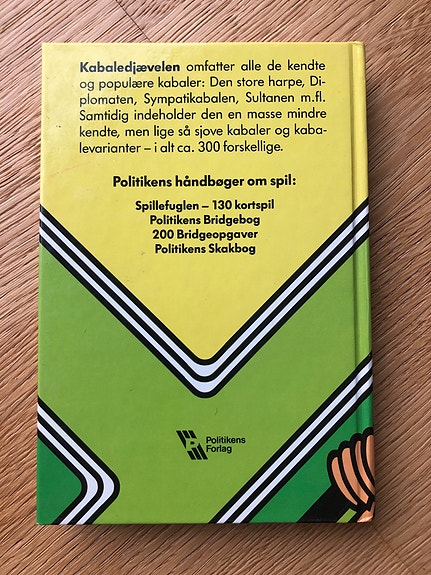 Kabaledjævelen omfatter alle de kendte
og populære kabaler: Den store harpe, Di-
plomaten, Sympatikabalen, Sultanen m.fl.
Samtidig indeholder den en masse mindre
kendte, men lige så sjove kabaler og kaba-
levarianter – i alt ca. 300 forskellige.
Politikens håndbøger om spil:
Spillefuglen – 130 kortspil
Politikens Bridgebog
200 Bridgeopgaver
Politikens Skakbog
Politikens
Forlag